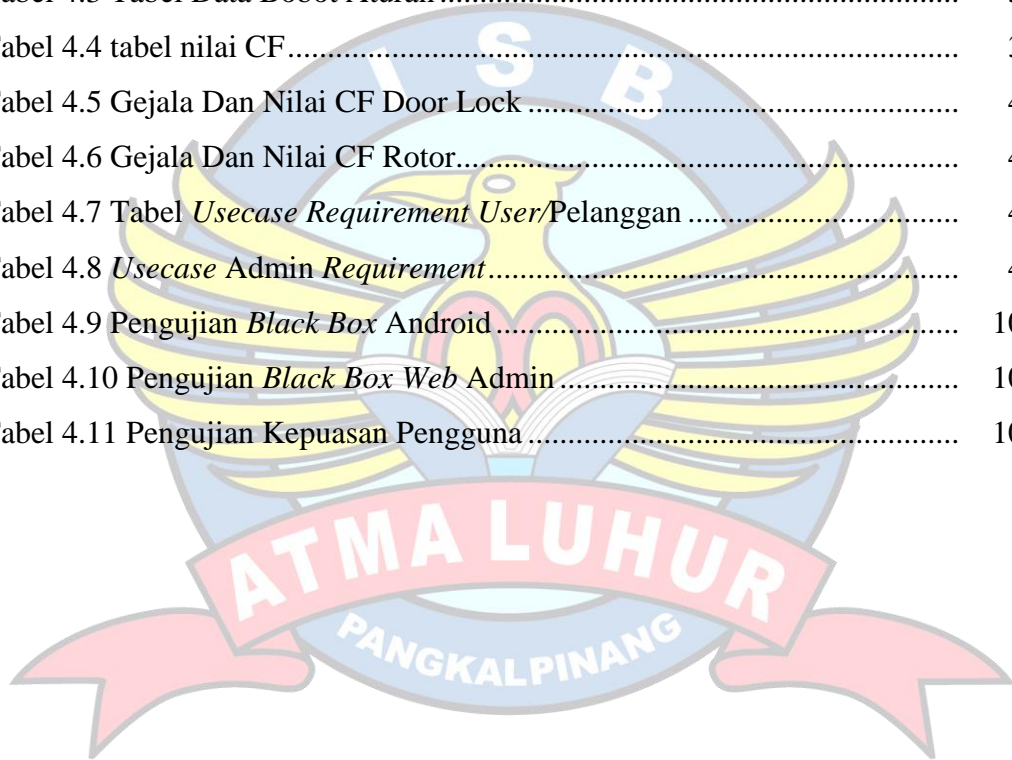 Tabel 4.4 tabel nilai CF
Tabel 4.5 Gejala Dan Nilai CF Door Lock
Tabel 4.6 Gejala Dan Nilai CF Rotor
Tabel 4.7 Tabel Usecase Requirement User/Pelanggan
Tabel 4.8 Usecase Admin Requirement
Tabel 4.9 Pengujian Black Box Android
Tabel 4.10 Pengujian Black Box Web Admin
Tabel 4.11 Pengujian Kepuasan Pengguna
I S B
ATMA LUHUR
PANGKALPINANG